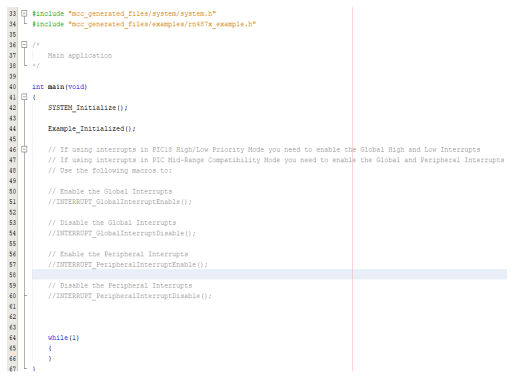 33 #include "mcc_generated_files/system/system.h"
34 #include "mcc_generated_files/examples/rn487x_example.h"
35
36 /*
37 Main application
38 */
39
40 int main(void)
41 {
42 SYSTEM_Initialize();
43
44 Example_Initialized();
45
46 // If using interrupts in PIC18 High/Low Priority Mode you need to enable the Global High and Low Interrupts
47 // If using interrupts in PIC Mid-Range Compatibility Mode you need to enable the Global and Peripheral Interrupts
48 // Use the following macros to:
49
50 // Enable the Global Interrupts
51 //INTERRUPT_GlobalInterruptEnable();
52
53 // Disable the Global Interrupts
54 //INTERRUPT_GlobalInterruptDisable();
55
56 // Enable the Peripheral Interrupts
57 //INTERRUPT_PeripheralInterruptEnable();
58
59 // Disable the Peripheral Interrupts
60 //INTERRUPT_PeripheralInterruptDisable();
61
62
63
64 while(1)
65 {
66 }
67 }